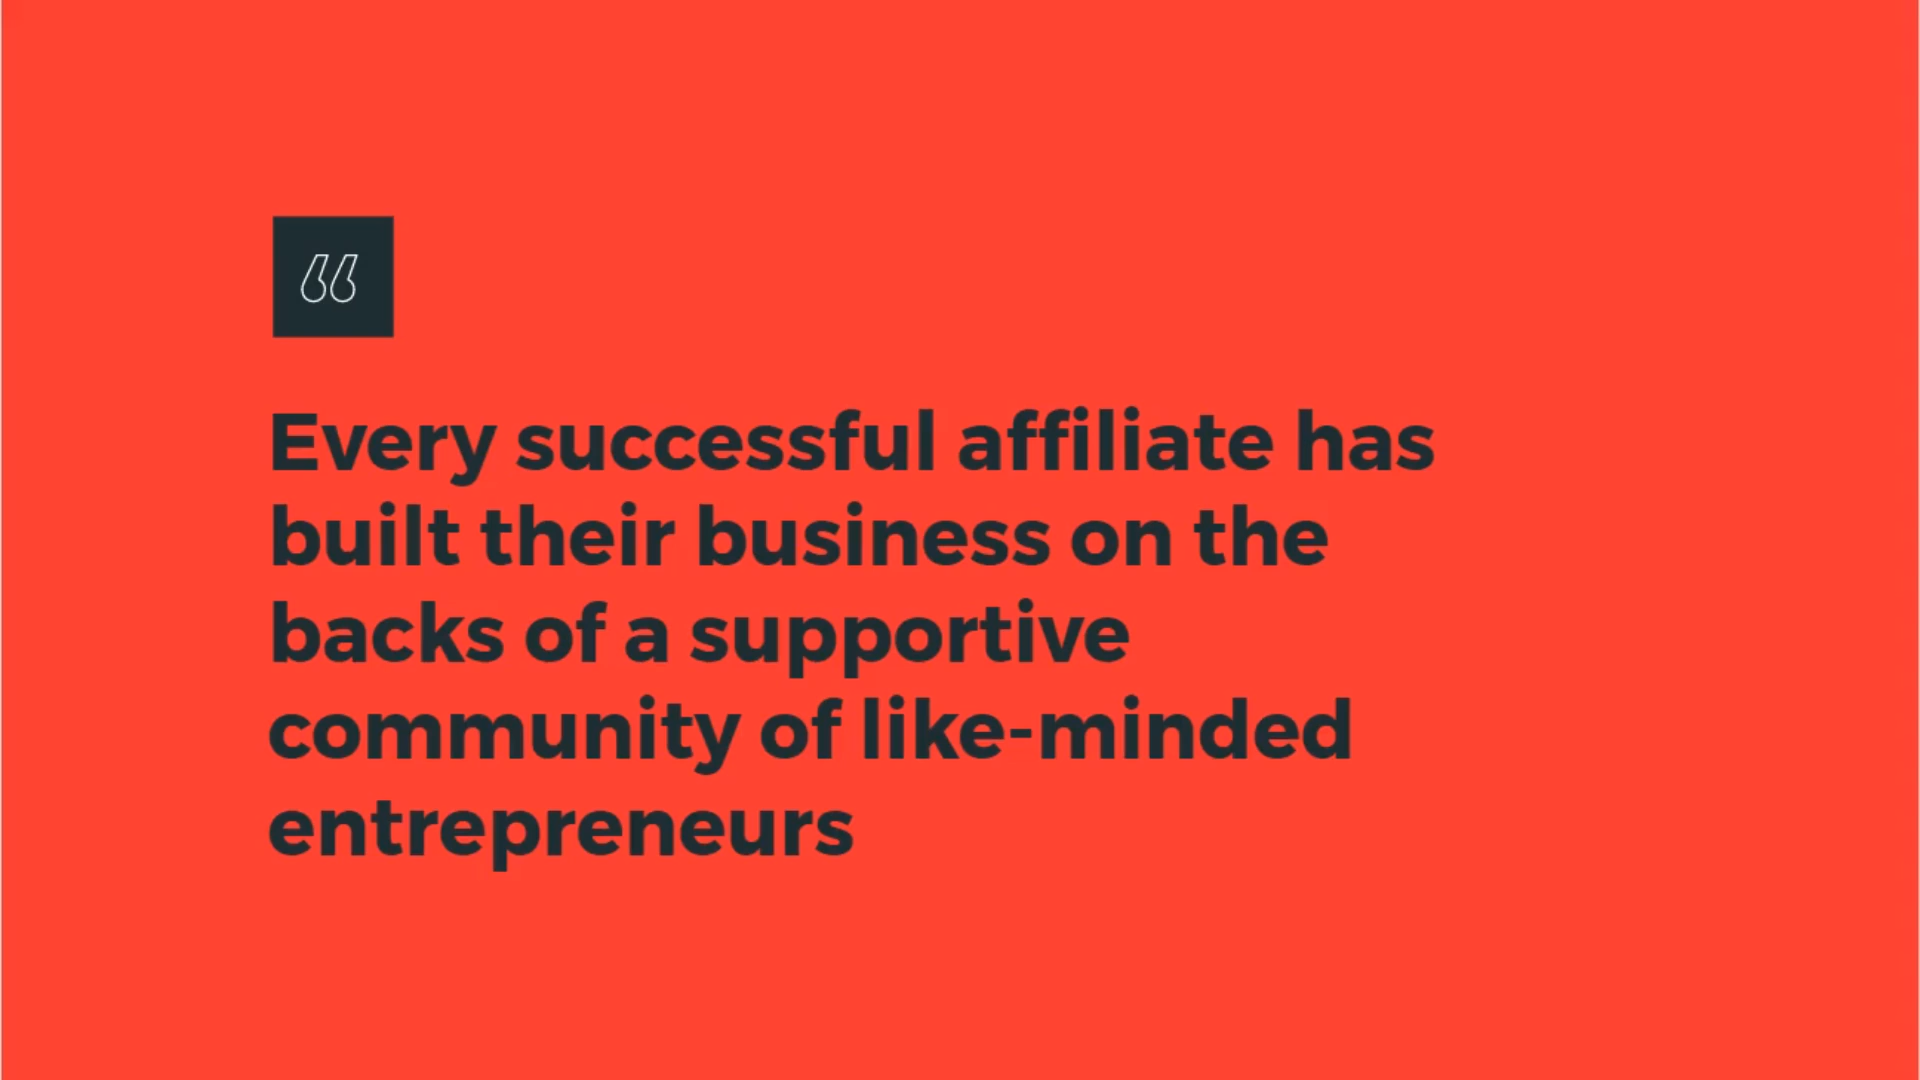 “
Every successful affiliate has
built their business on the
backs of a supportive
community of like-minded
entrepreneurs